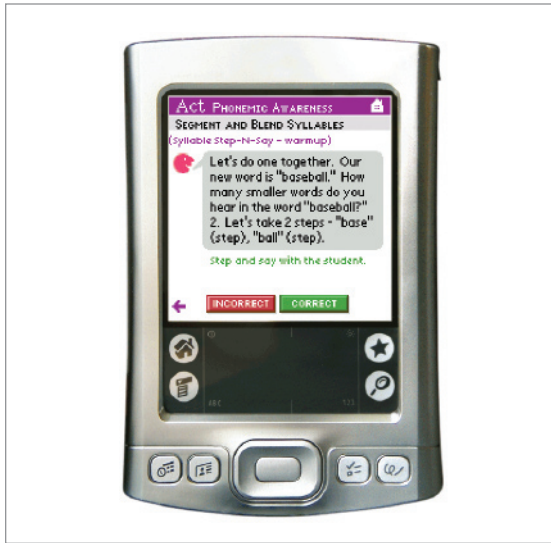 Act Phonemic Awareness
Segment and Blend Syllables
(Syllable Step-N-Say - warmup)
Let's do one together. Our
new word is "baseball." How
many smaller words do you
hear in the word "baseball?"
2. Let's take 2 steps - "base"
(step), "ball" (step).
Step and say with the student.
INCORRECT CORRECT
ABC 123